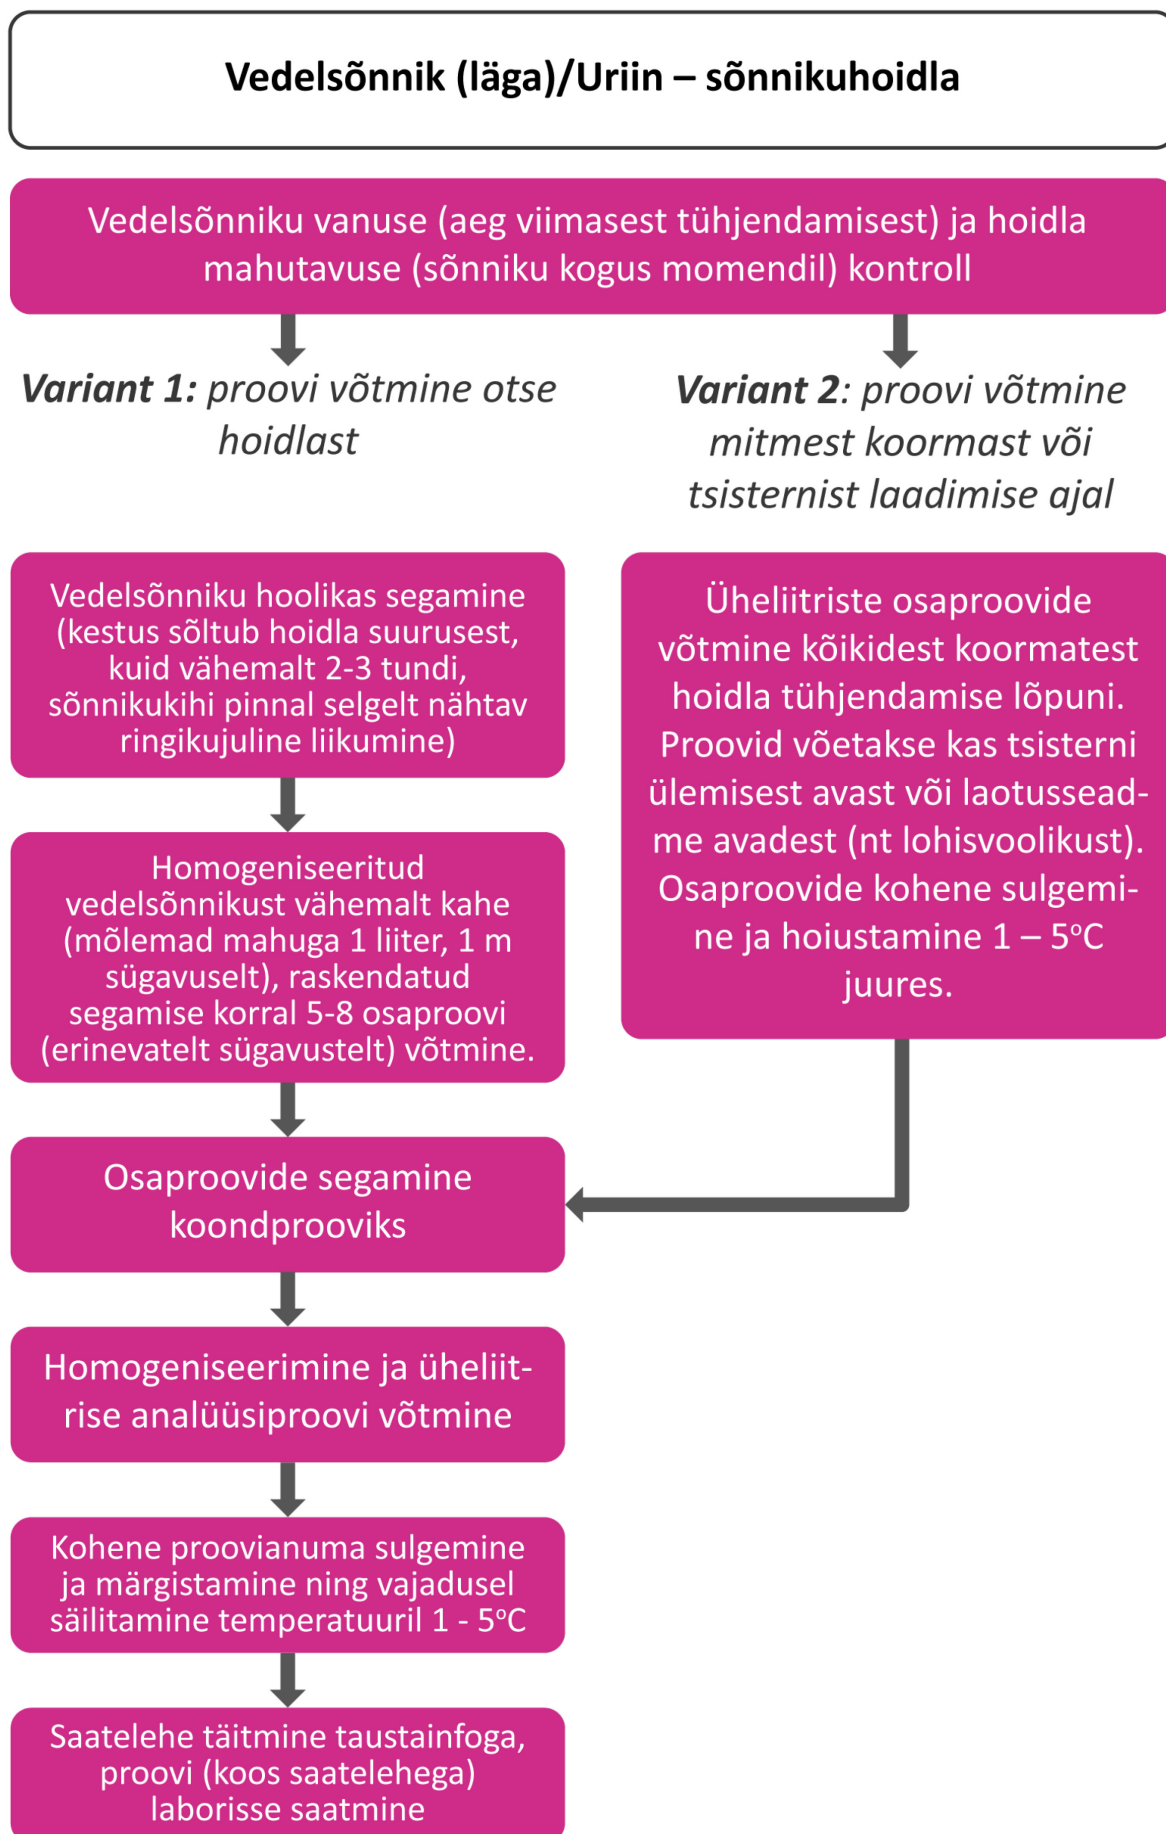 Vedelsõnnik (läga)/Uriin – sõnnikuhoidla
Vedelsõnniku vanuse (aeg viimasest tühjendamisest) ja hoidla
mahutavuse (sõnniku kogus momendil) kontroll
Variant 1: proovi võtmine otse
hoidlast
Variant 2: proovi võtmine
mitmest koormast või
tsisternist laadimise ajal
Vedelsõnniku hoolikas segamine
(kestus sõltub hoidla suurusest,
kuid vähemalt 2-3 tundi,
sõnnikukihi pinnal selgelt nähtav
ringikujuline liikumine)
Homogeniseeritud
vedelsõnnikust vähemalt kahe
(mõlemad mahuga 1 liiter, 1 m
sügavuselt), raskendatud
segamise korral 5-8 osaproovi
(erinevatelt sügavustelt) võtmine.
Üheliitriste osaproovide
võtmine kõikidest koormatest
hoidla tühjendamise lõpuni.
Proovid võetakse kas tsisterni
ülemisest avast või laotussead-
me avadest (nt lohisvoolikust).
Osaproovide kohene sulgemi-
ne ja hoiustamine 1 – 5°C
juures.
Osaproovide segamine
koondprooviks
Homogeniseerimine ja üheliit-
rise analüüsiproovi võtmine
Kohene proovianuma sulgemine
ja märgistamine ning vajadusel
säilitamine temperatuuril 1 - 5°C
Saatelehe täitmine taustainfoga,
proovi (koos saatelehega)
laborisse saatmine